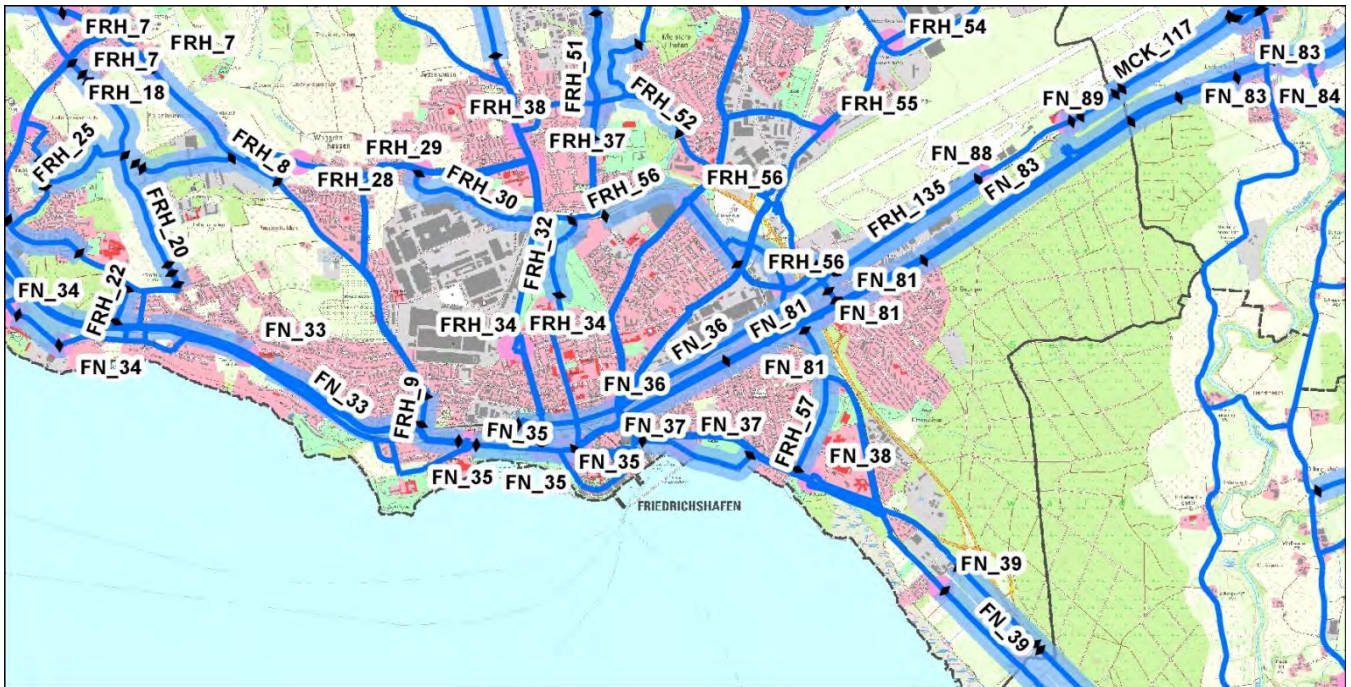 FRH_7
FRH_7
FRH_7
FRH_18
FRH_25
FRH_8
FRH_20
FRH_22
FN_34
FN_34
FN_33
FN_33
FRH_29
FRH_28
FRH_30
FRH_38
FRH_51
FRH_37
FRH_52
FRH_54
FRH_55
FRH_56
FRH_56
FRH_56
FRH_32
FRH_34
FRH_34
FRH_9
FRH_135
MCK_117
FN_83
FN_83
FN_83
FN_84
FN_89
FN_88
FN_81
FN_81
FN_81
FN_81
FN_36
FN_36
FN_35
FN_35
FN_35
FN_35
FN_37
FN_37
FRH_57
FN_38
FN_39
FN_39
FRIEDRICHSHAFEN